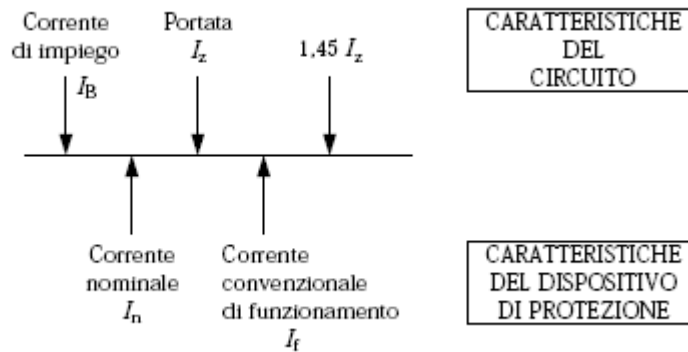 Corrente
di impiego
I_B
Portata
I_z
1,45 I_z
CARATTERISTICHE
DEL
CIRCUITO
Corrente
nominale
I_n
Corrente
convenzionale
di funzionamento
I_f
CARATTERISTICHE
DEL DISPOSITIVO
DI PROTEZIONE